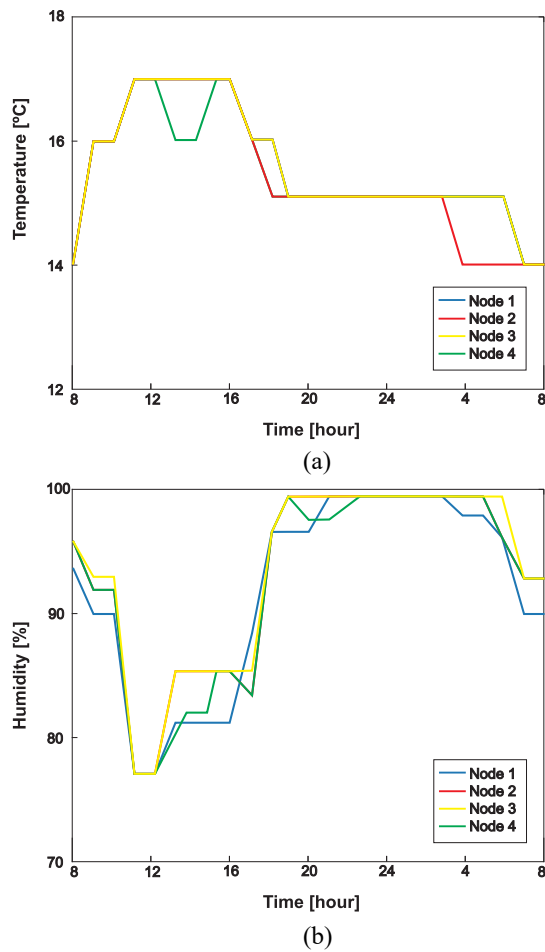 18
16
14
12
Temperature [ºC]
8 12 16 20 24 4 8
Time [hour]
Node 1
Node 2
Node 3
Node 4
(a)
100
90
80
70
Humidity [%]
8 12 16 20 24 4 8
Time [hour]
Node 1
Node 2
Node 3
Node 4
(b)